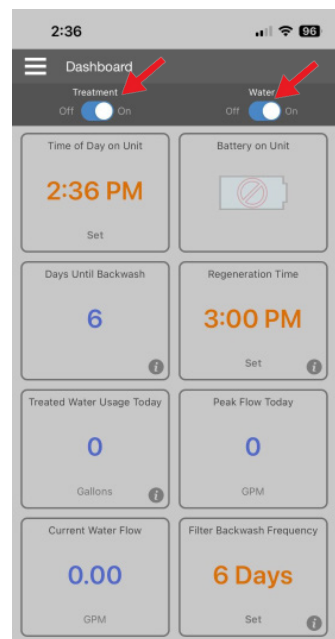 2:36
96
Dashboard
Treatment
Off On
Water
Off On
Time of Day on Unit
2:36 PM
Set
Battery on Unit
Days Until Backwash
6
i
Regeneration Time
3:00 PM
Set
i
Treated Water Usage Today
0
Gallons
i
Peak Flow Today
0
GPM
Current Water Flow
0.00
GPM
Filter Backwash Frequency
6 Days
Set
i